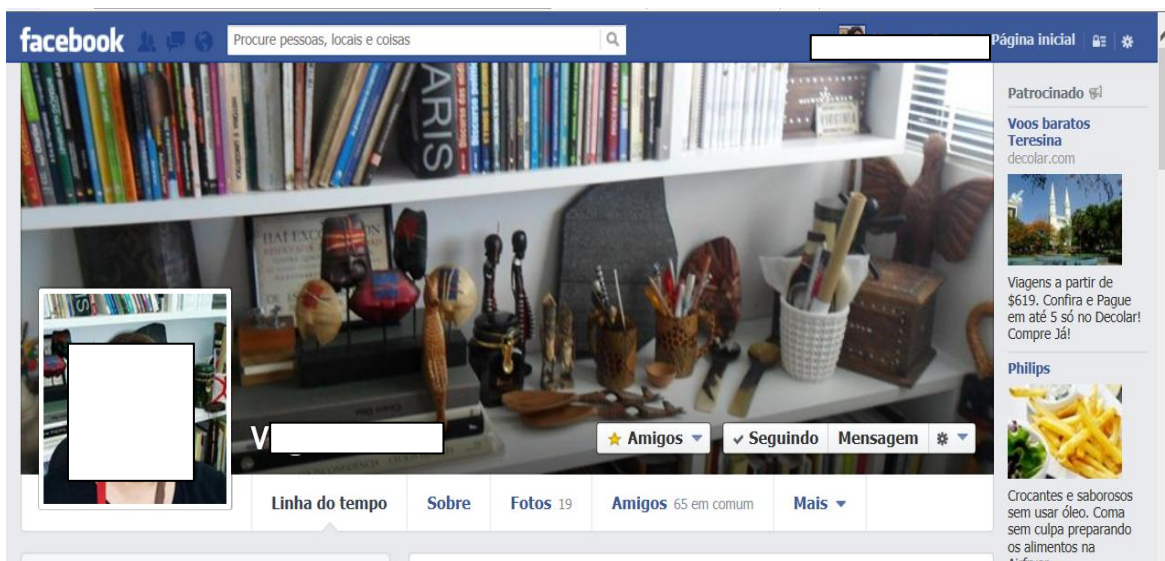 facebook
Procure pessoas, locais e coisas
Página inicial
ARIS
VIRGINIA
V
Amigos
Seguindo
Mensagem
Linha do tempo
Sobre
Fotos 19
Amigos 65 em comum
Mais
Patrocinado
Voos baratos
Teresina
decolar.com
Viagens a partir de
$619. Confira e Pague
em até 5 só no Decolar!
Compre Já!
Philips
Crocantes e saborosos
sem usar óleo. Coma
sem culpa preparando
os alimentos na